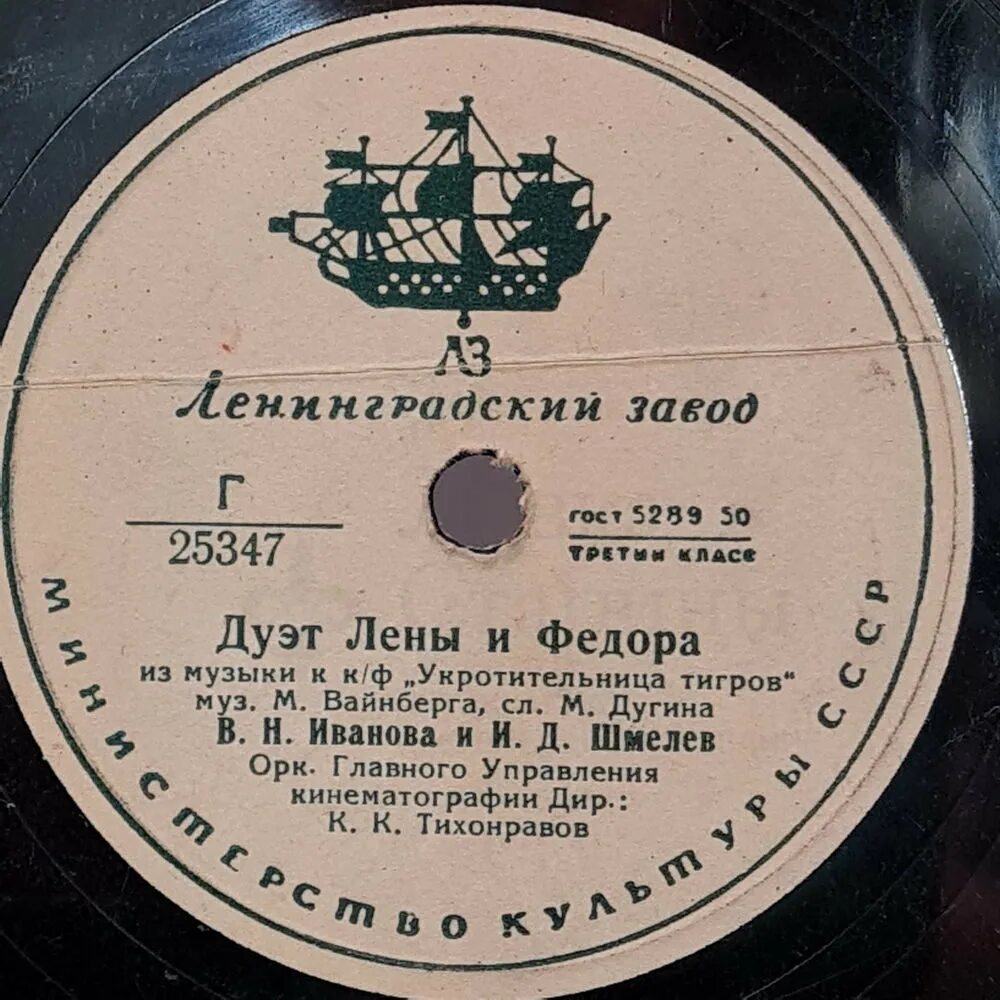 ЛЗ
Ленинградский завод
Г
25347
гост 5289 50
третий класс
Дуэт Лены и Федора
из музыки к к/ф „Укротительница тигров“
муз. М. Вайнберга, сл. М. Дугина
В. Н. Иванова и И. Д. Шмелев
Орк. Главного Управления
кинематографии Дир.:
К. К. Тихонравов
МИНИСТЕРСТВО КУЛЬТУРЫ СССР